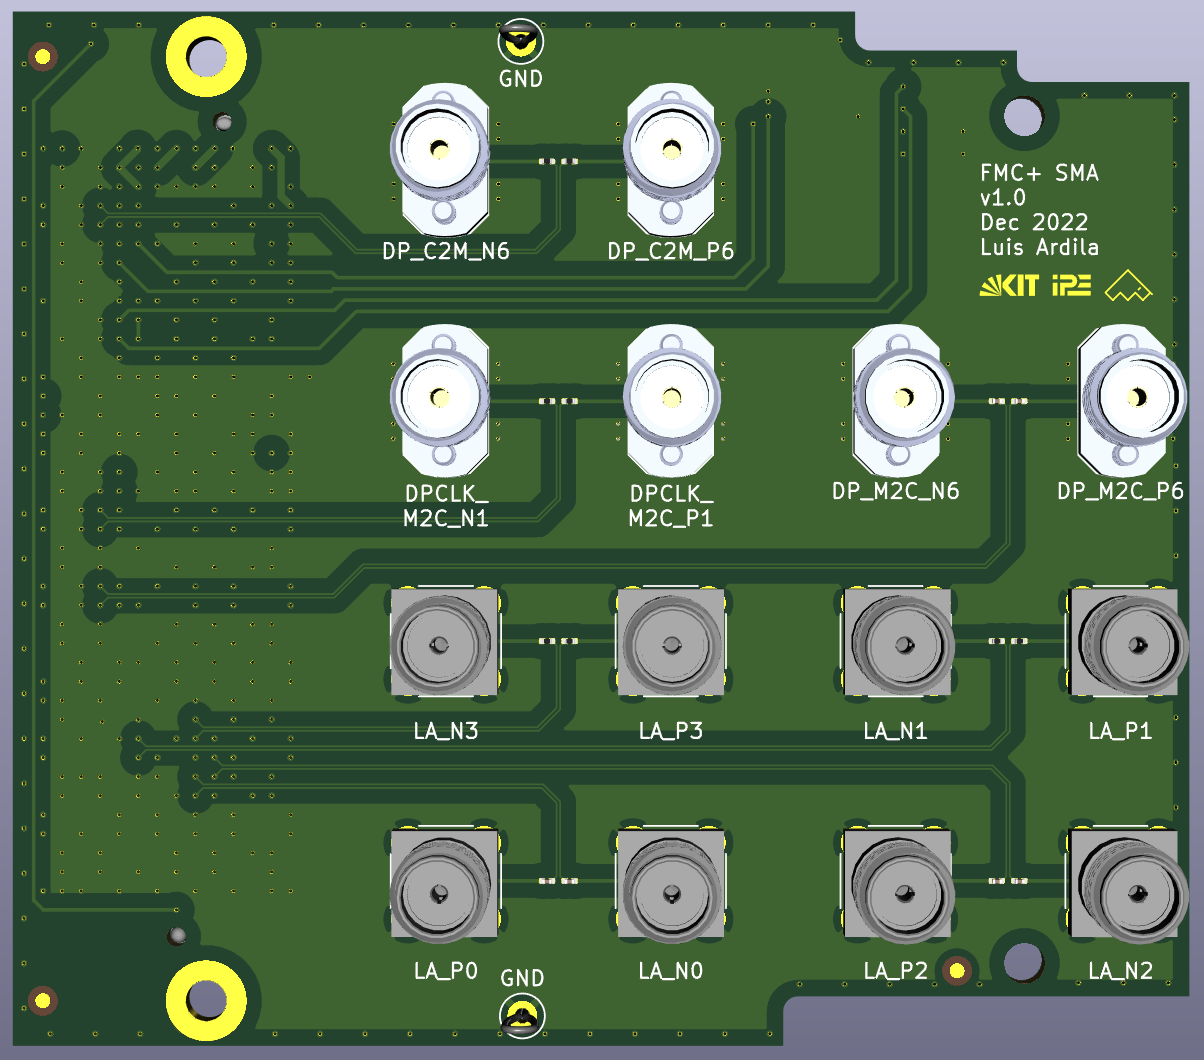 GND
DP_C2M_N6
DP_C2M_P6
FMC+ SMA
v1.0
Dec 2022
Luis Ardila
KIT IPE
DPCLK_
M2C_N1
DPCLK_
M2C_P1
DP_M2C_N6
DP_M2C_P6
LA_N3
LA_P3
LA_N1
LA_P1
LA_P0
LA_N0
LA_P2
LA_N2
GND